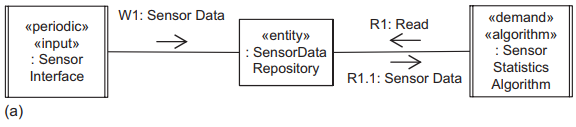 W1: Sensor Data
«periodic»
«input»
: Sensor
Interface
«entity»
: SensorData
Repository
R1: Read
R1.1: Sensor Data
«demand»
«algorithm»
: Sensor
Statistics
Algorithm
(a)